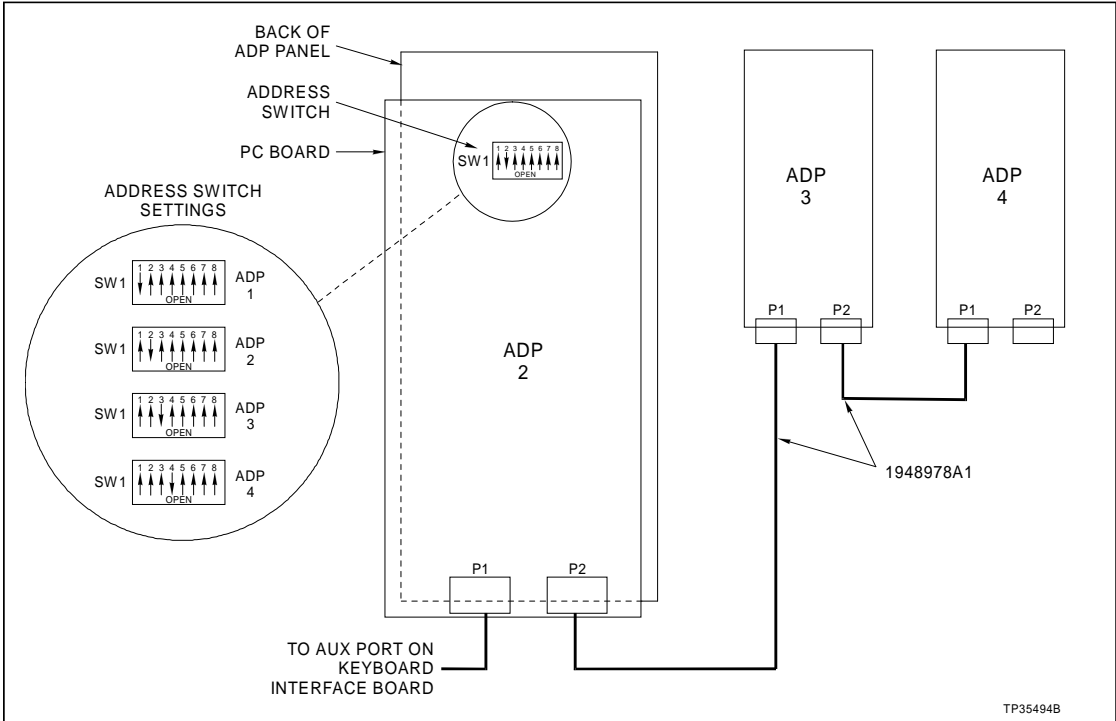 BACK OF
ADP PANEL
ADDRESS
SWITCH
PC BOARD
SW1
1 2 3 4 5 6 7 8
OPEN
ADDRESS SWITCH
SETTINGS
SW1
1 2 3 4 5 6 7 8
OPEN
ADP
1
SW1
1 2 3 4 5 6 7 8
OPEN
ADP
2
SW1
1 2 3 4 5 6 7 8
OPEN
ADP
3
SW1
1 2 3 4 5 6 7 8
OPEN
ADP
4
ADP
2
P1
P2
TO AUX PORT ON
KEYBOARD
INTERFACE BOARD
ADP
3
P1
P2
ADP
4
P1
P2
1948978A1
TP35494B